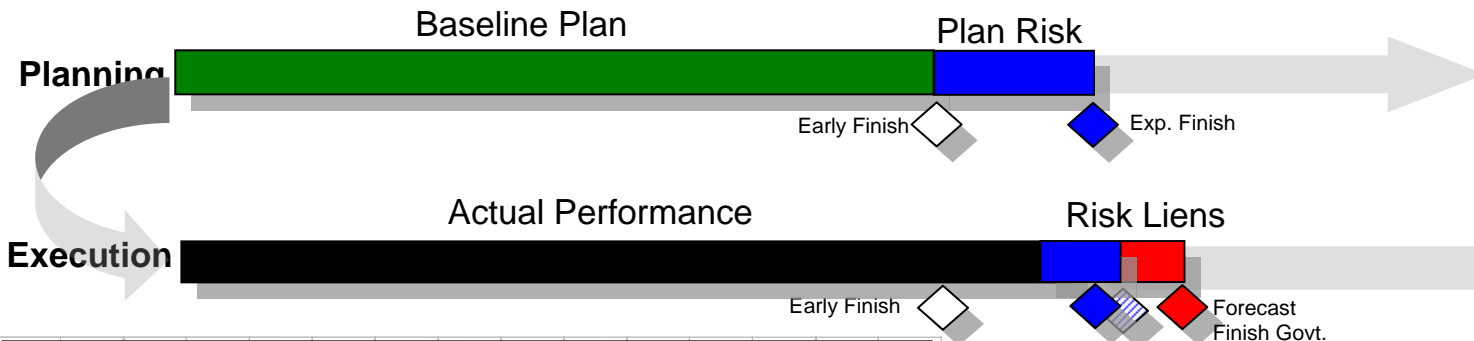 Baseline Plan
Plan Risk
Planning
Early Finish
Exp. Finish
Actual Performance
Risk Liens
Execution
Early Finish
Forecast
Finish Govt.